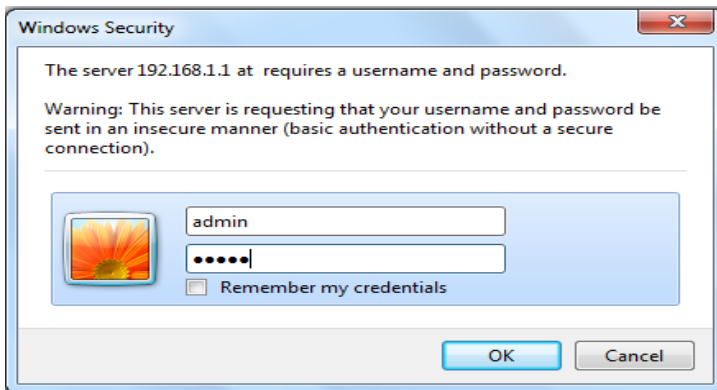 Windows Security
The server 192.168.1.1 at  requires a username and password.
Warning: This server is requesting that your username and password be
sent in an insecure manner (basic authentication without a secure
connection).
admin
●●●●●
Remember my credentials
OK
Cancel